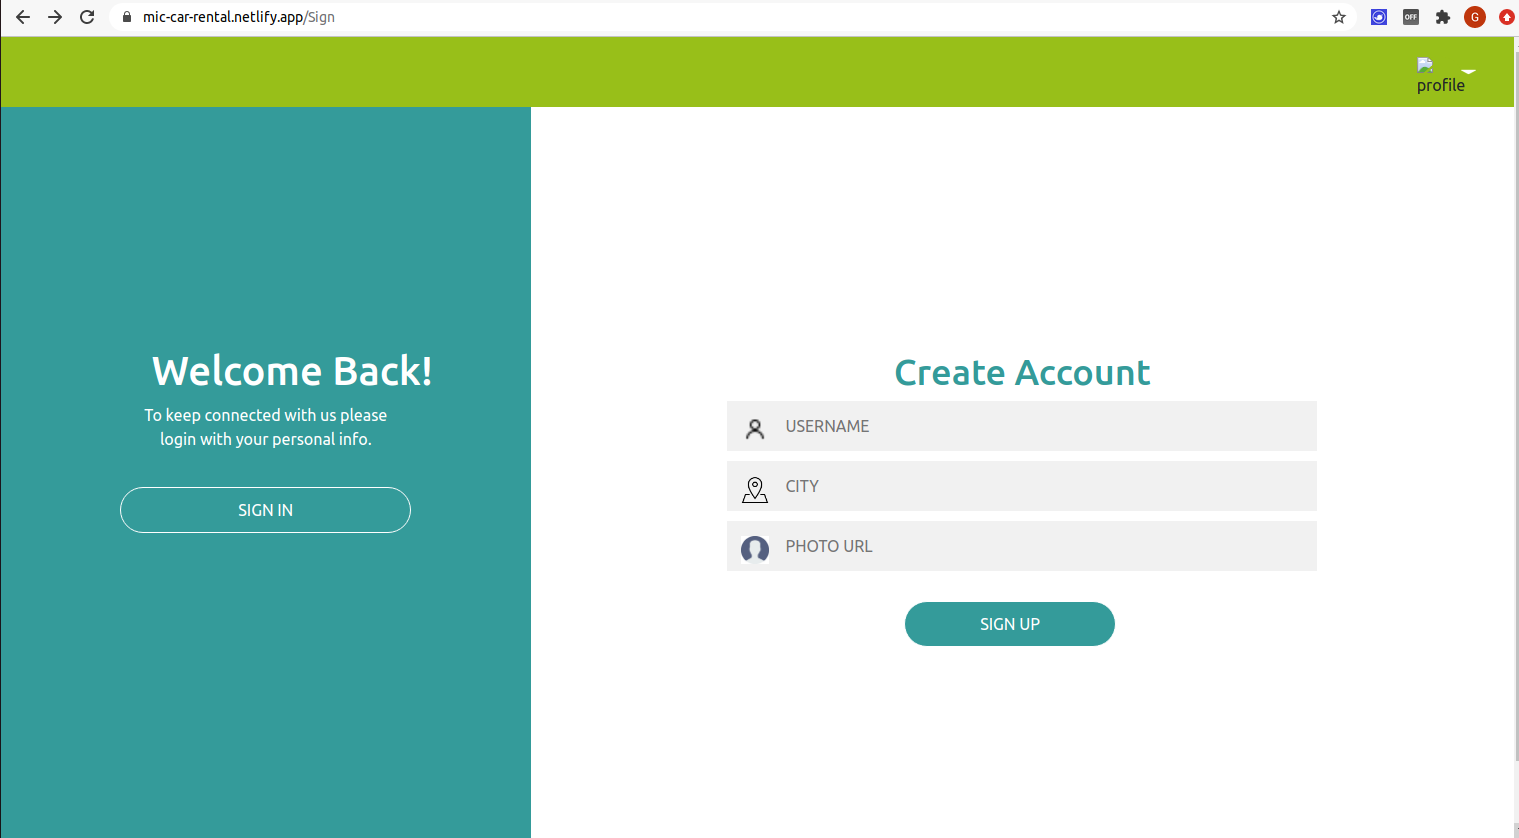 mic-car-rental.netlify.app/Sign
OFF
G
profile
Welcome Back!
To keep connected with us please
login with your personal info.
SIGN IN
Create Account
USERNAME
CITY
PHOTO URL
SIGN UP